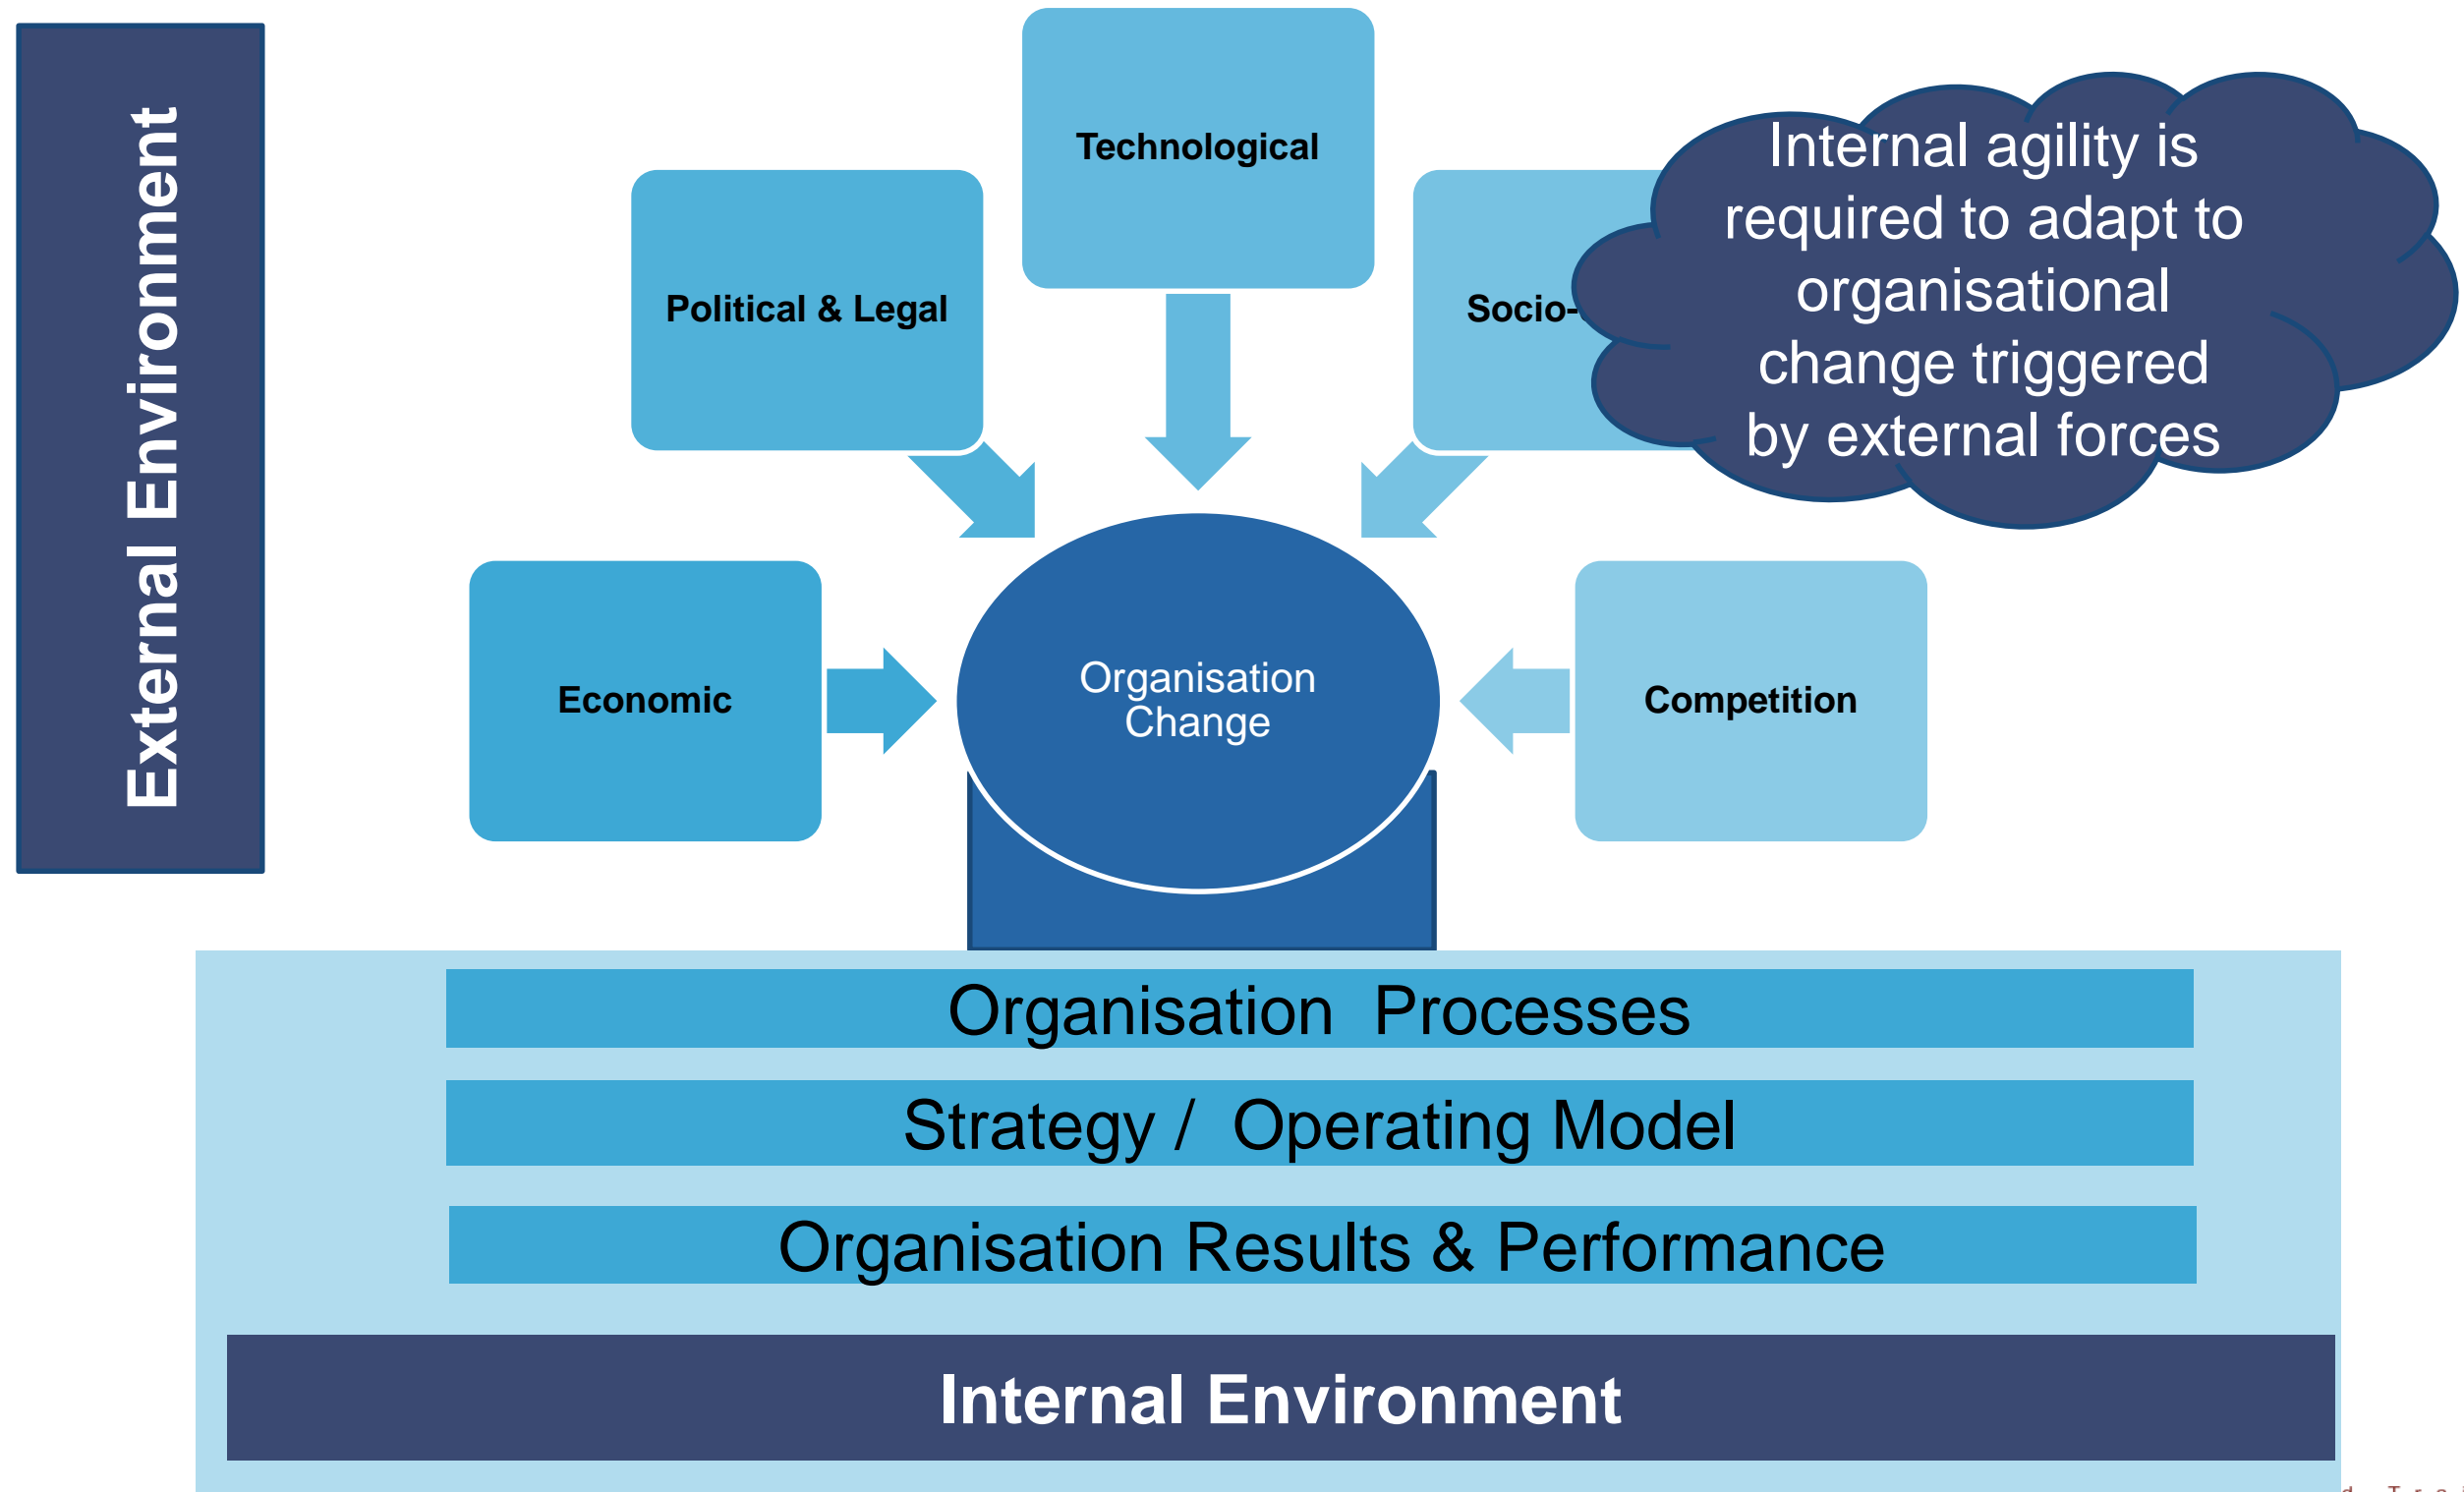 External Environment
Technological
Political & Legal
Socio-
Internal agility is
required to adapt to
organisational
change triggered
by external forces
Economic
Organisation
Change
Competition
Organisation Processes
Strategy / Operating Model
Organisation Results & Performance
Internal Environment